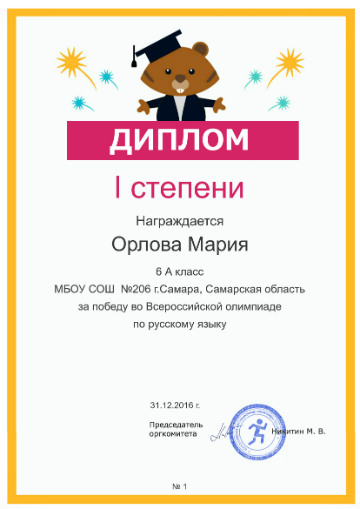 ДИПЛОМ
I степени
Награждается
Орлова Мария
6 А класс
МБОУ СОШ №206 г.Самара, Самарская область
за победу во Всероссийской олимпиаде
по русскому языку
31.12.2016 г.
Председатель
оргкомитета
Никитин М. В.
№ 1